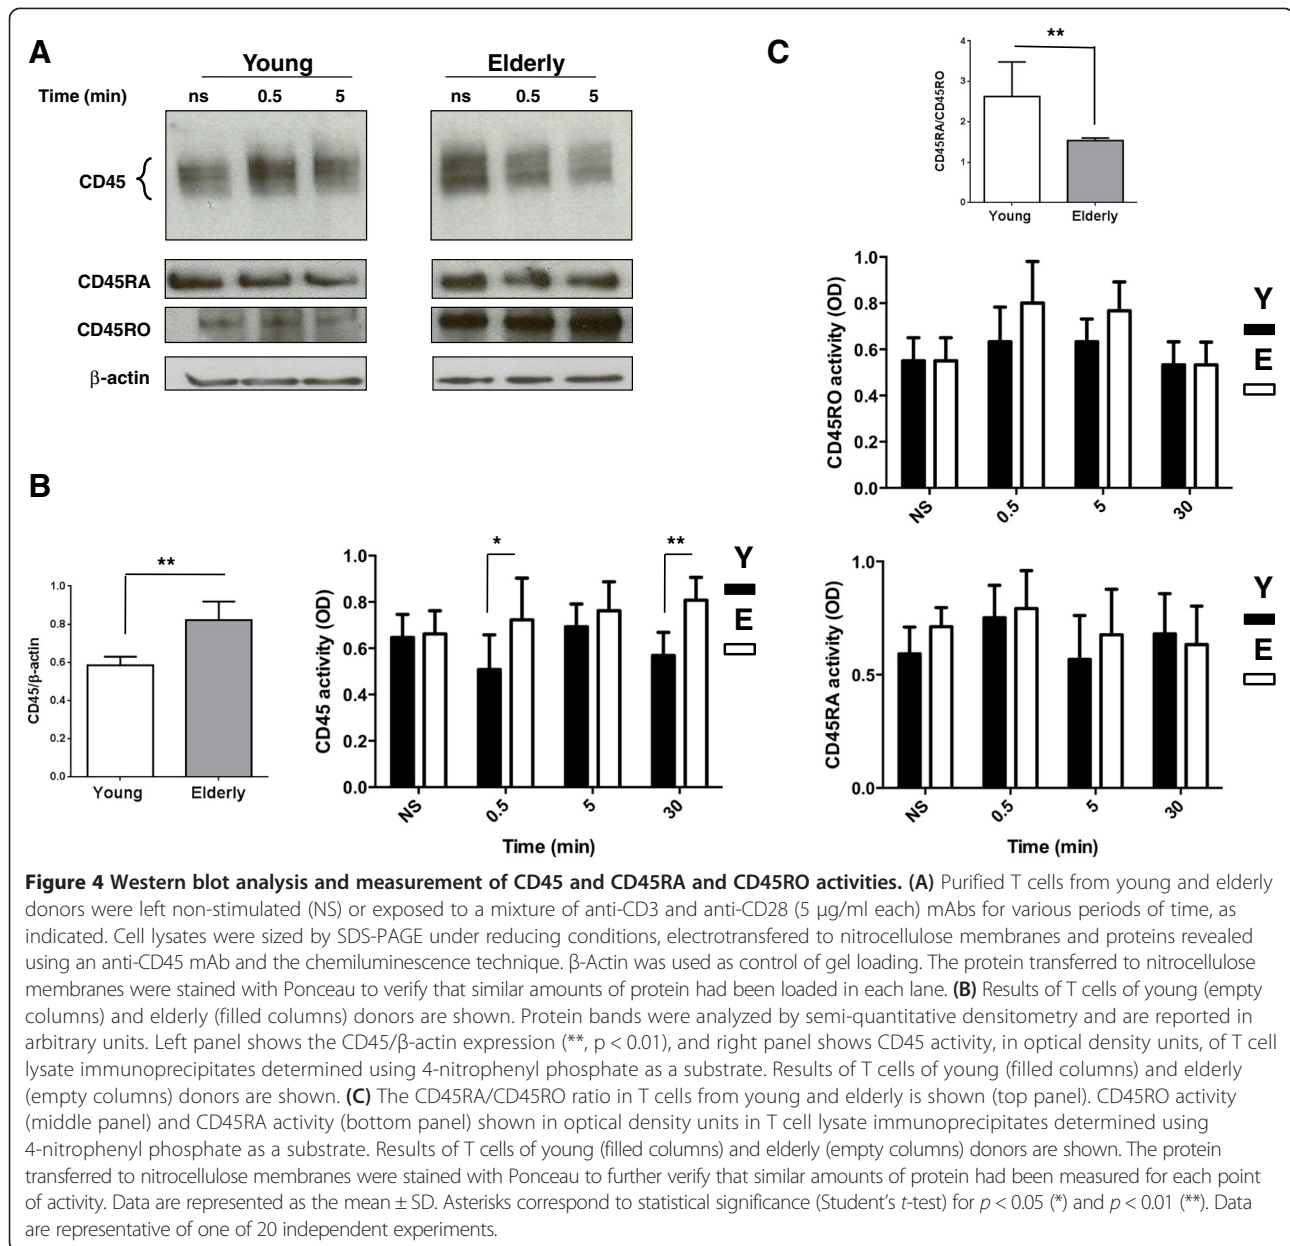 A
Young
Elderly
Time (min)
ns 0.5 5
ns 0.5 5
CD45
CD45RA
CD45RO
β-actin
B
**
CD45/β-actin
1.0
0.8
0.6
0.4
0.2
0.0
Young Elderly
CD45 activity (OD)
1.0
0.8
0.6
0.4
0.2
0.0
*
**
NS 0.5 5 30
Time (min)
Y
E
C
**
CD45RA/CD45RO
4
3
2
1
0
Young Elderly
CD45RO activity (OD)
1.0
0.8
0.6
0.4
0.2
0.0
NS 0.5 5 30
Y
E
CD45RA activity (OD)
1.0
0.5
0.0
NS 0.5 5 30
Time (min)
Y
E
Figure 4 Western blot analysis and measurement of CD45 and CD45RA and CD45RO activities. (A) Purified T cells from young and elderly
donors were left non-stimulated (NS) or exposed to a mixture of anti-CD3 and anti-CD28 (5 μg/ml each) mAbs for various periods of time, as
indicated. Cell lysates were sized by SDS-PAGE under reducing conditions, electrotransfered to nitrocellulose membranes and proteins revealed
using an anti-CD45 mAb and the chemiluminescence technique. β-Actin was used as control of gel loading. The protein transferred to nitrocellulose
membranes were stained with Ponceau to verify that similar amounts of protein had been loaded in each lane. (B) Results of T cells of young (empty
columns) and elderly (filled columns) donors are shown. Protein bands were analyzed by semi-quantitative densitometry and are reported in
arbitrary units. Left panel shows the CD45/β-actin expression (**, p < 0.01), and right panel shows CD45 activity, in optical density units, of T cell
lysate immunoprecipitates determined using 4-nitrophenyl phosphate as a substrate. Results of T cells of young (filled columns) and elderly
(empty columns) donors are shown. (C) The CD45RA/CD45RO ratio in T cells from young and elderly is shown (top panel). CD45RO activity
(middle panel) and CD45RA activity (bottom panel) shown in optical density units in T cell lysate immunoprecipitates determined using
4-nitrophenyl phosphate as a substrate. Results of T cells of young (filled columns) and elderly (empty columns) donors are shown. The protein
transferred to nitrocellulose membranes were stained with Ponceau to further verify that similar amounts of protein had been measured for each point
of activity. Data are represented as the mean ± SD. Asterisks correspond to statistical significance (Student's t-test) for p < 0.05 (*) and p < 0.01 (**). Data
are representative of one of 20 independent experiments.